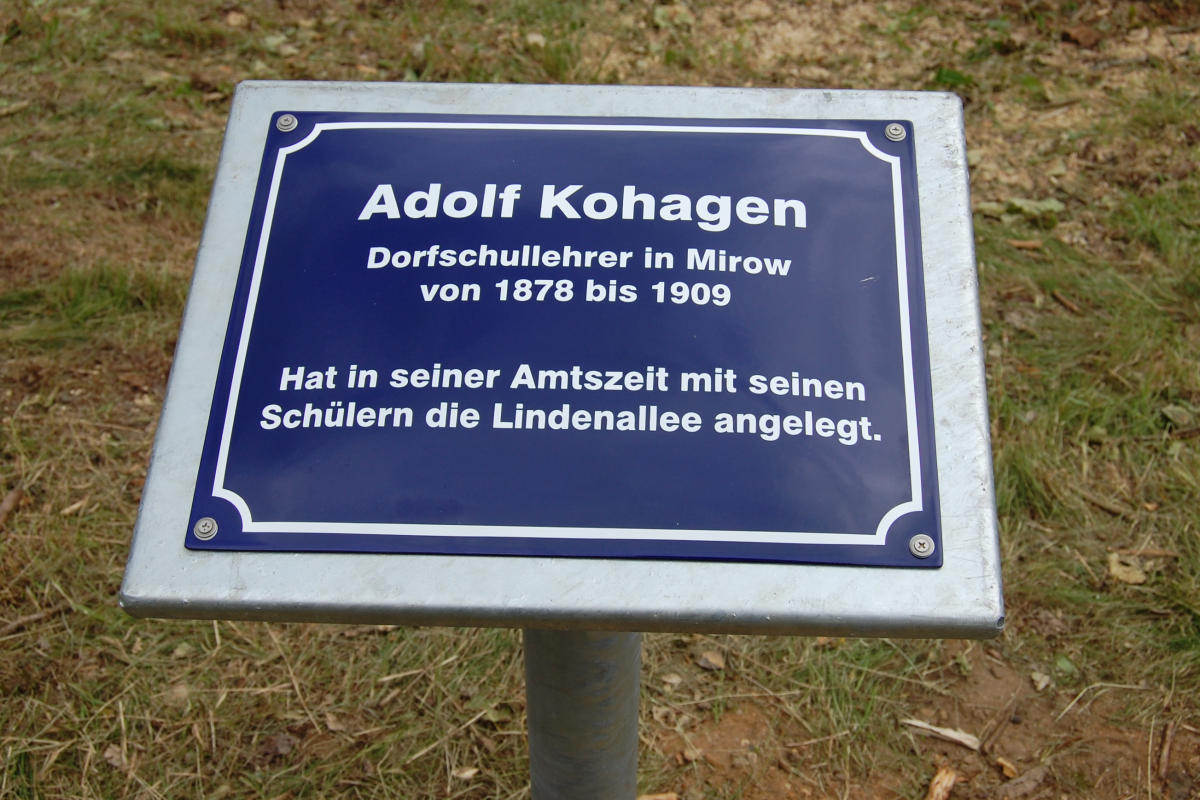 Adolf Kohagen
Dorfschullehrer in Mirow
von 1878 bis 1909
Hat in seiner Amtszeit mit seinen
Schülern die Lindenallee angelegt.